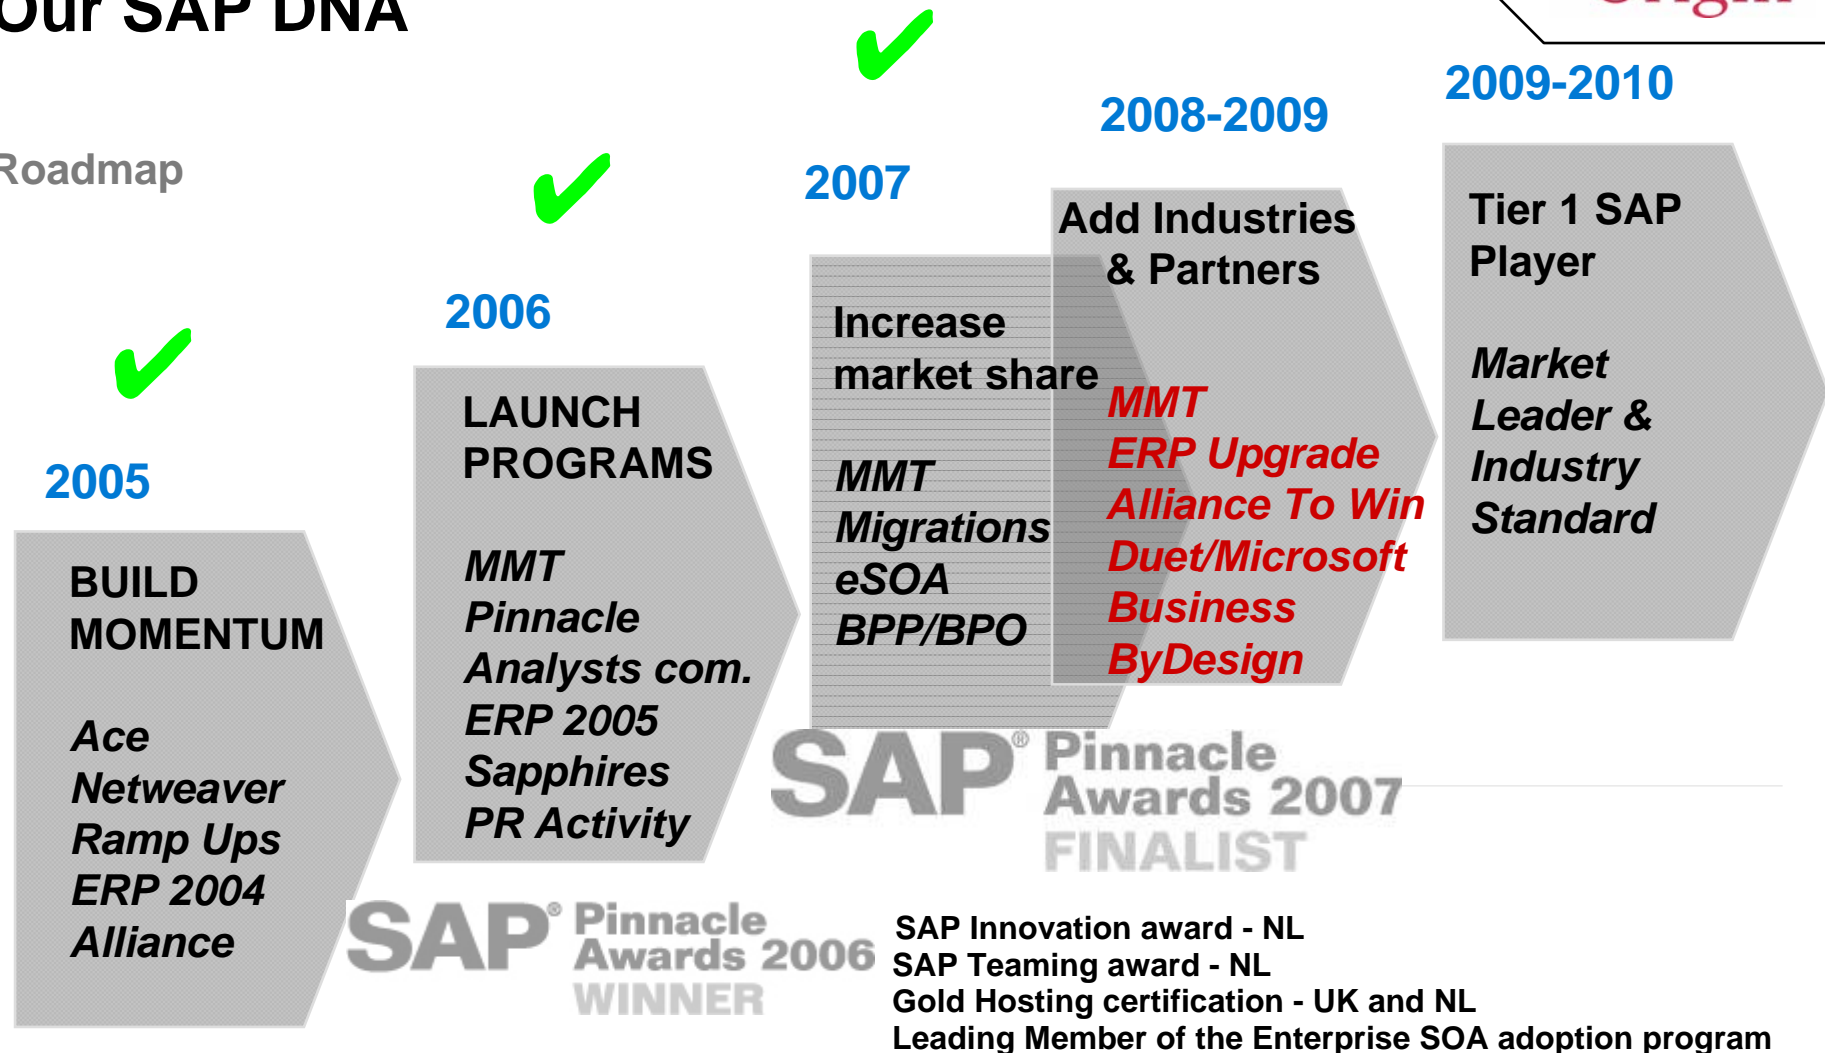 Our SAP DNA
Origin
Roadmap
2005
BUILD
MOMENTUM
Ace
Netweaver
Ramp Ups
ERP 2004
Alliance
2006
LAUNCH
PROGRAMS
MMT
Pinnacle
Analysts com.
ERP 2005
Sapphires
PR Activity
2007
Increase
market share
MMT
Migrations
eSOA
BPP/BPO
2008-2009
Add Industries
& Partners
MMT
ERP Upgrade
Alliance To Win
Duet/Microsoft
Business
ByDesign
2009-2010
Tier 1 SAP
Player
Market
Leader &
Industry
Standard
SAP® Pinnacle
Awards 2007
FINALIST
SAP® Pinnacle
Awards 2006
WINNER
SAP Innovation award - NL
SAP Teaming award - NL
Gold Hosting certification - UK and NL
Leading Member of the Enterprise SOA adoption program